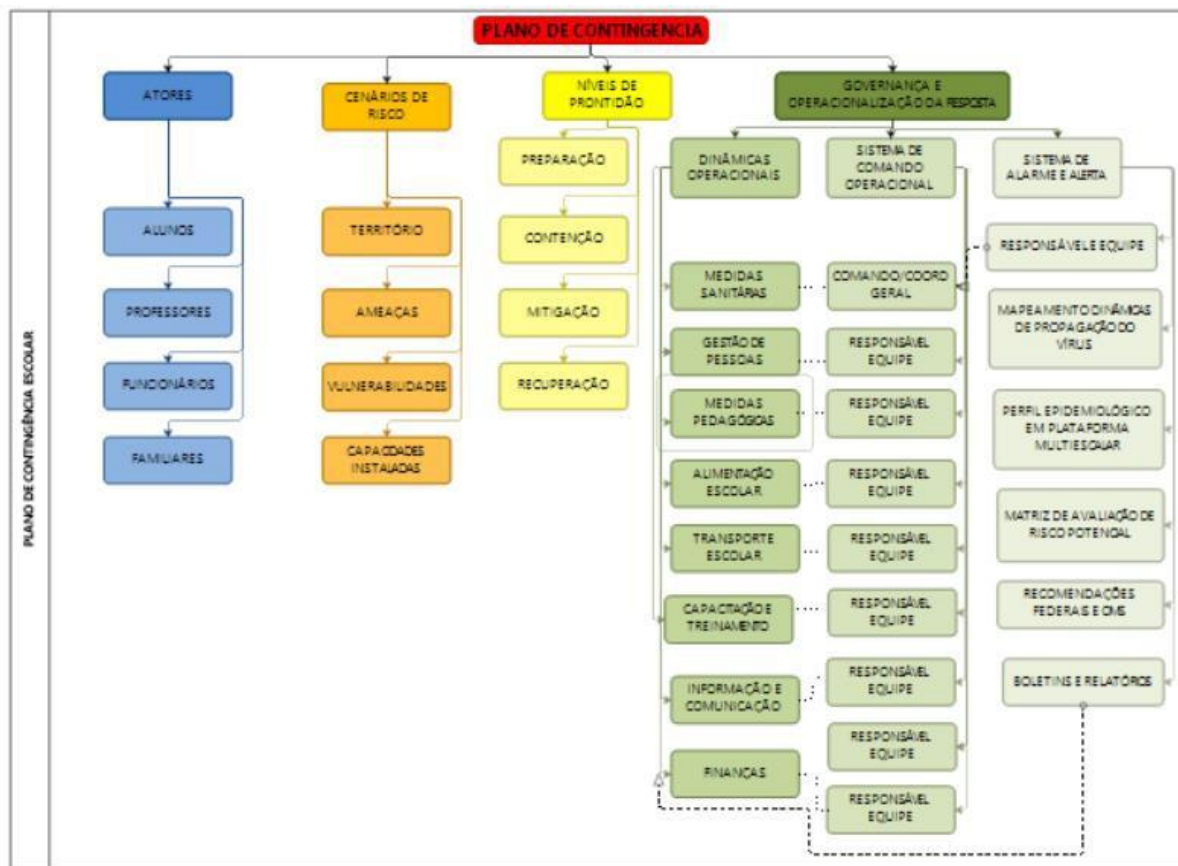 PLANO DE CONTINGENCIA
ATORES
CENÁRIOS DE
RISCO
NÍVEIS DE
PRONTIDÃO
GOVERNANÇA E
OPERACIONALIZAÇÃO DA RESPOSTA
PREPARAÇÃO
DINÂMICAS
OPERACIONAIS
SISTEMA DE
COMANDO
OPERACIONAL
SISTEMA DE
ALARME E ALERTA
ALUNOS
TERRITÓRIO
CONTENÇÃO
RESPONSÁVEL E EQUIPE
MEDIDAS
SANITÁRIAS
COMANDO/COORD
GERAL
PROFESSORES
AMEAÇAS
MITIGAÇÃO
MAPEAMENTO DINÂMICAS
DE PROPAGAÇÃO DO
VÍRUS
GESTÃO DE
PESSOAS
RESPONSÁVEL
EQUIPE
FUNCIONÁRIOS
VULNERABILIDADES
RECUPERAÇÃO
MEDIDAS
PEDAGÓGICAS
RESPONSÁVEL
EQUIPE
PERFIL EPIDEMIOLÓGICO
EM PLATAFORMA
MULTIESCALAR
FAMILIARES
CAPACIDADES
INSTALADAS
ALIMENTAÇÃO
ESCOLAR
RESPONSÁVEL
EQUIPE
MATRIZ DE AVALIAÇÃO DE
RISCO POTENCIAL
TRANSPORTE
ESCOLAR
RESPONSÁVEL
EQUIPE
CAPACITAÇÃO E
TREINAMENTO
RESPONSÁVEL
EQUIPE
RECOMENDAÇÕES
FEDERAIS E OMS
INFORMAÇÃO E
COMUNICAÇÃO
RESPONSÁVEL
EQUIPE
BOLETINS E RELATÓRIOS
RESPONSÁVEL
EQUIPE
FINANÇAS
RESPONSÁVEL
EQUIPE
PLANO DE CONTINGÊNCIA ESCOLAR